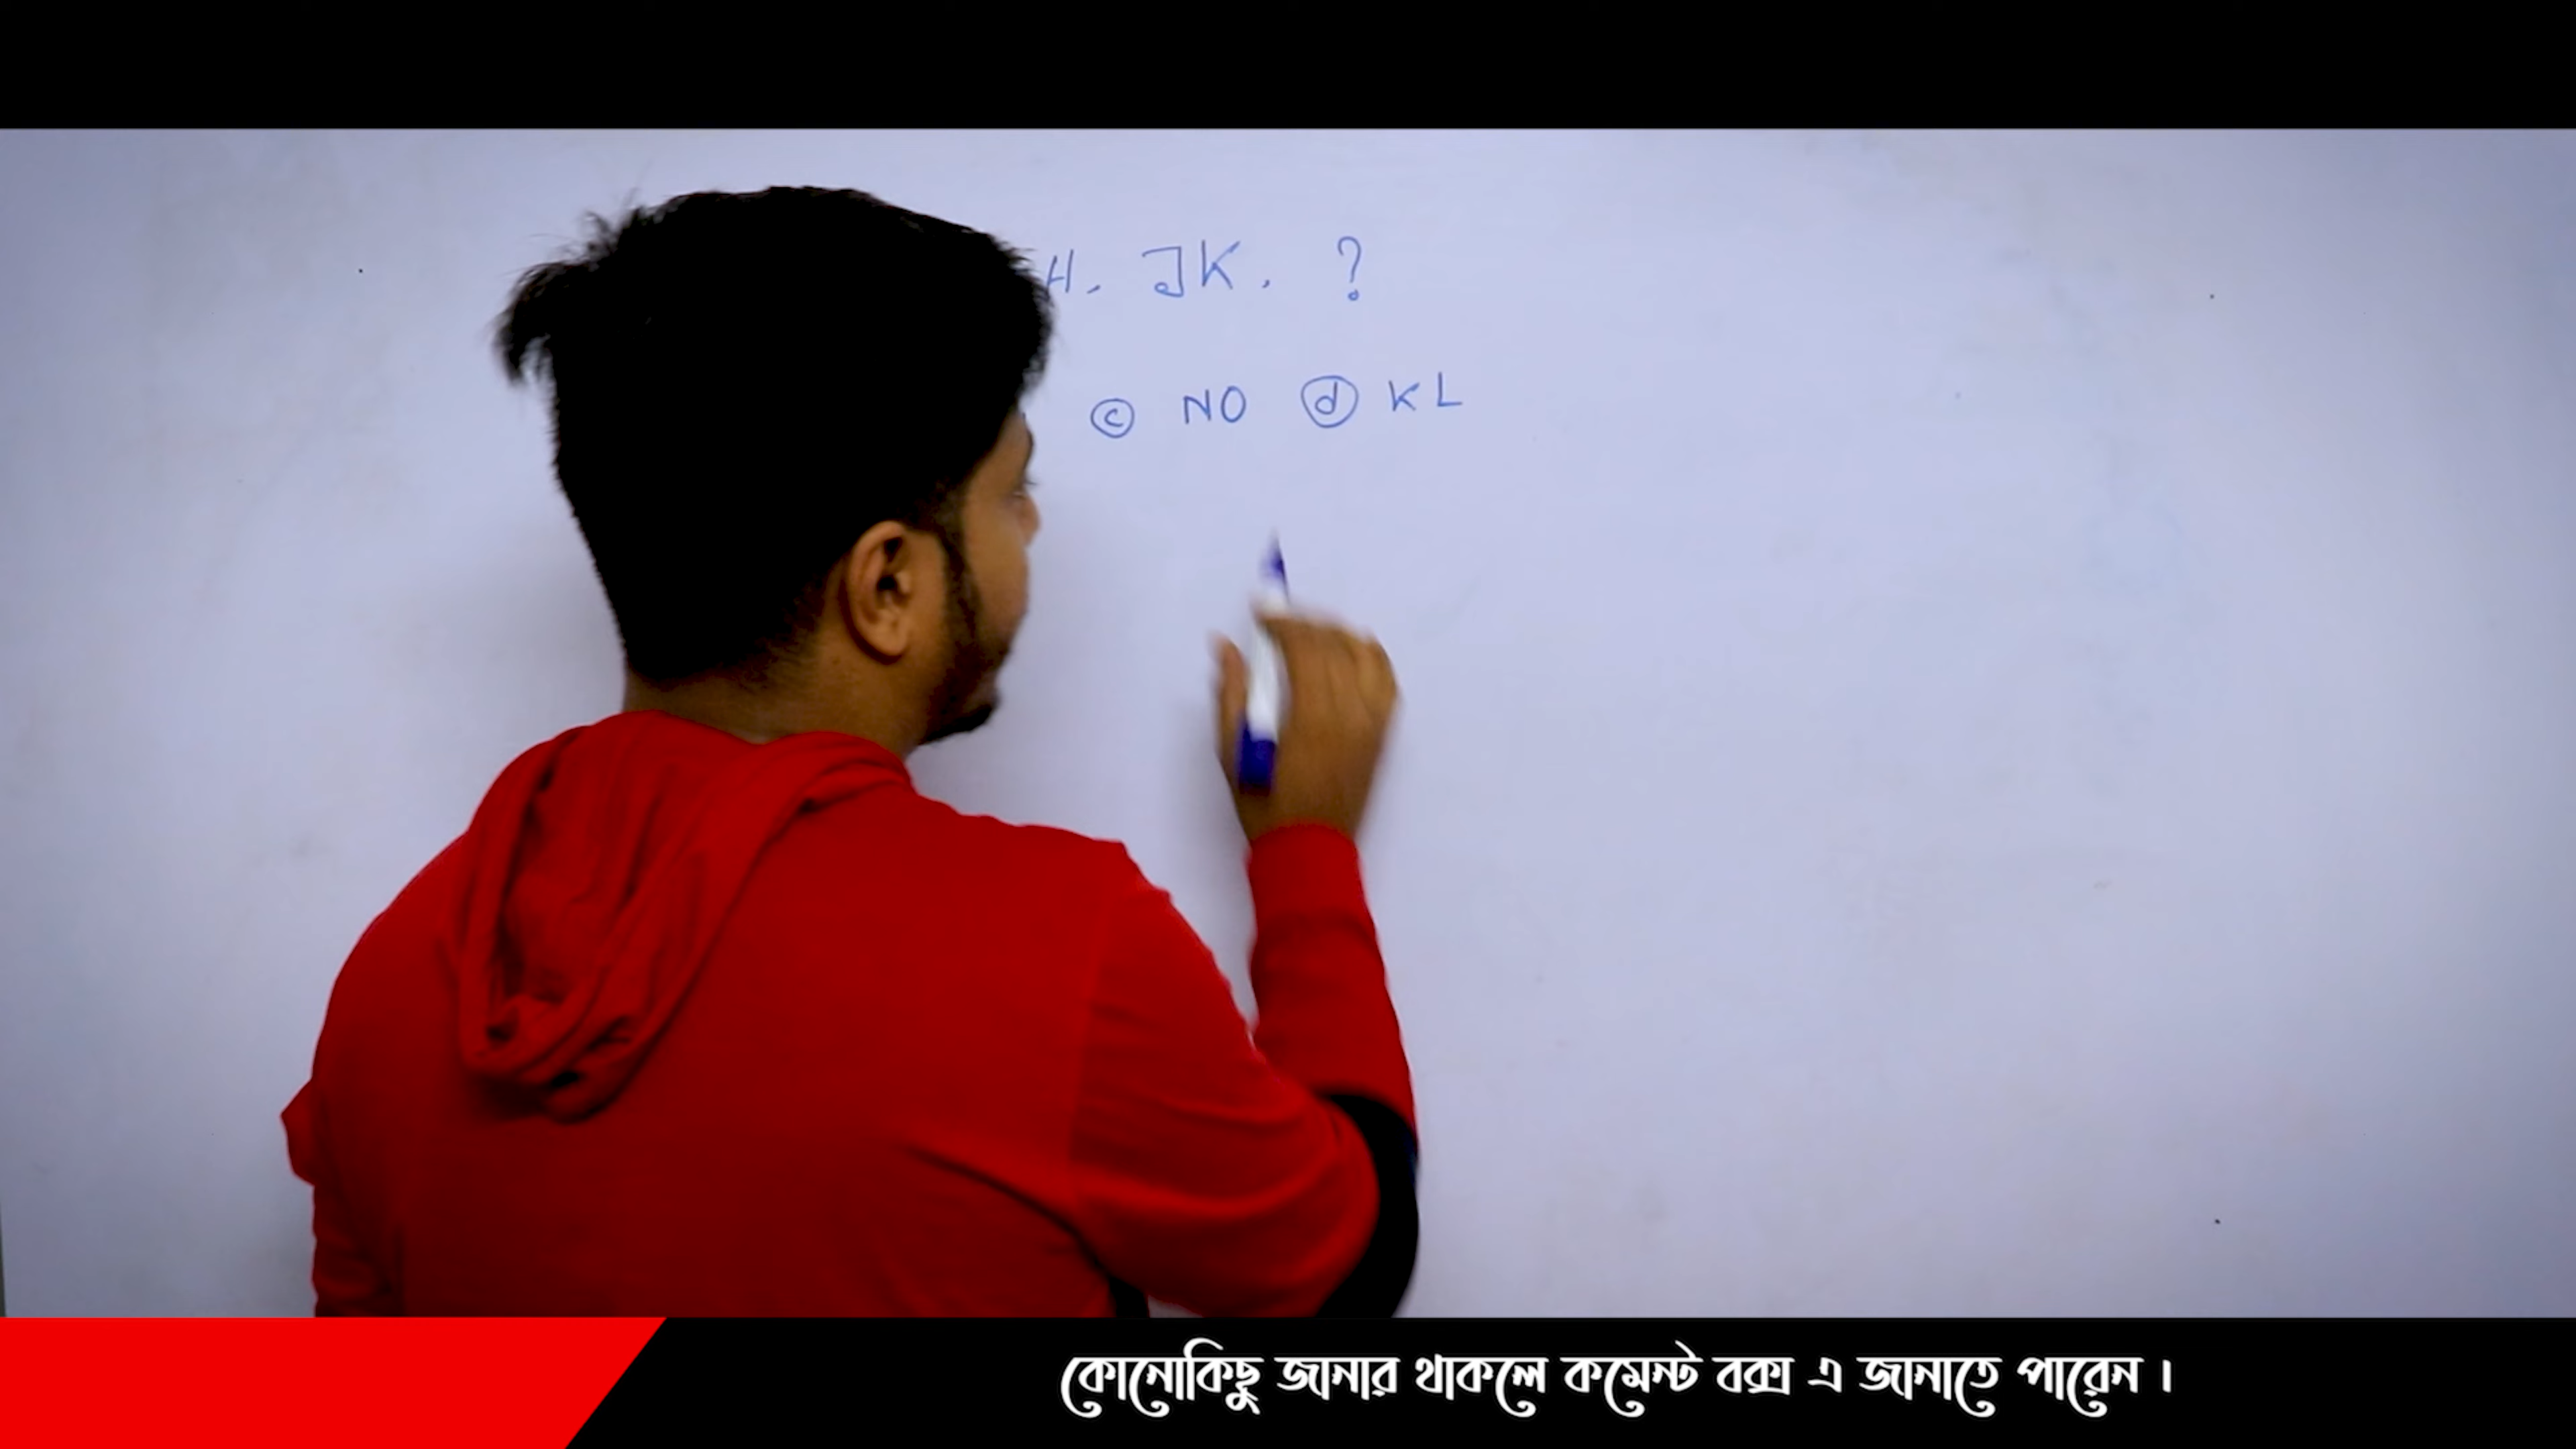 H, JK, ?
ⓒ NO ⓓ KL
কোনোকিছু জানার থাকলে কমেন্ট বক্স এ জানাতে পারেন ।